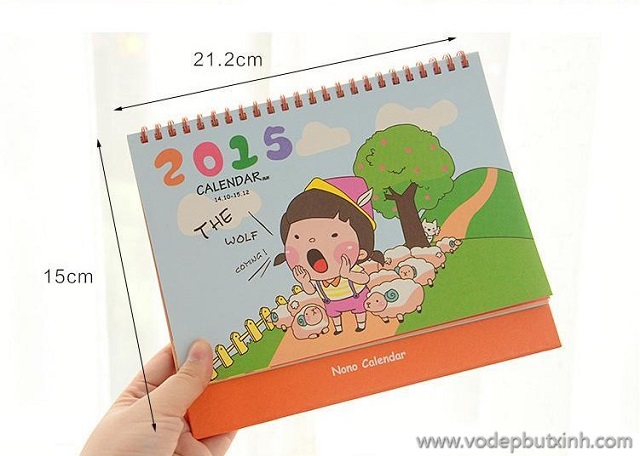 21.2cm
15cm
2015
CALENDAR
14.10-15.12
THE
WOLF
COMING!
Nono Calendar
www.vodepbutxinh.com